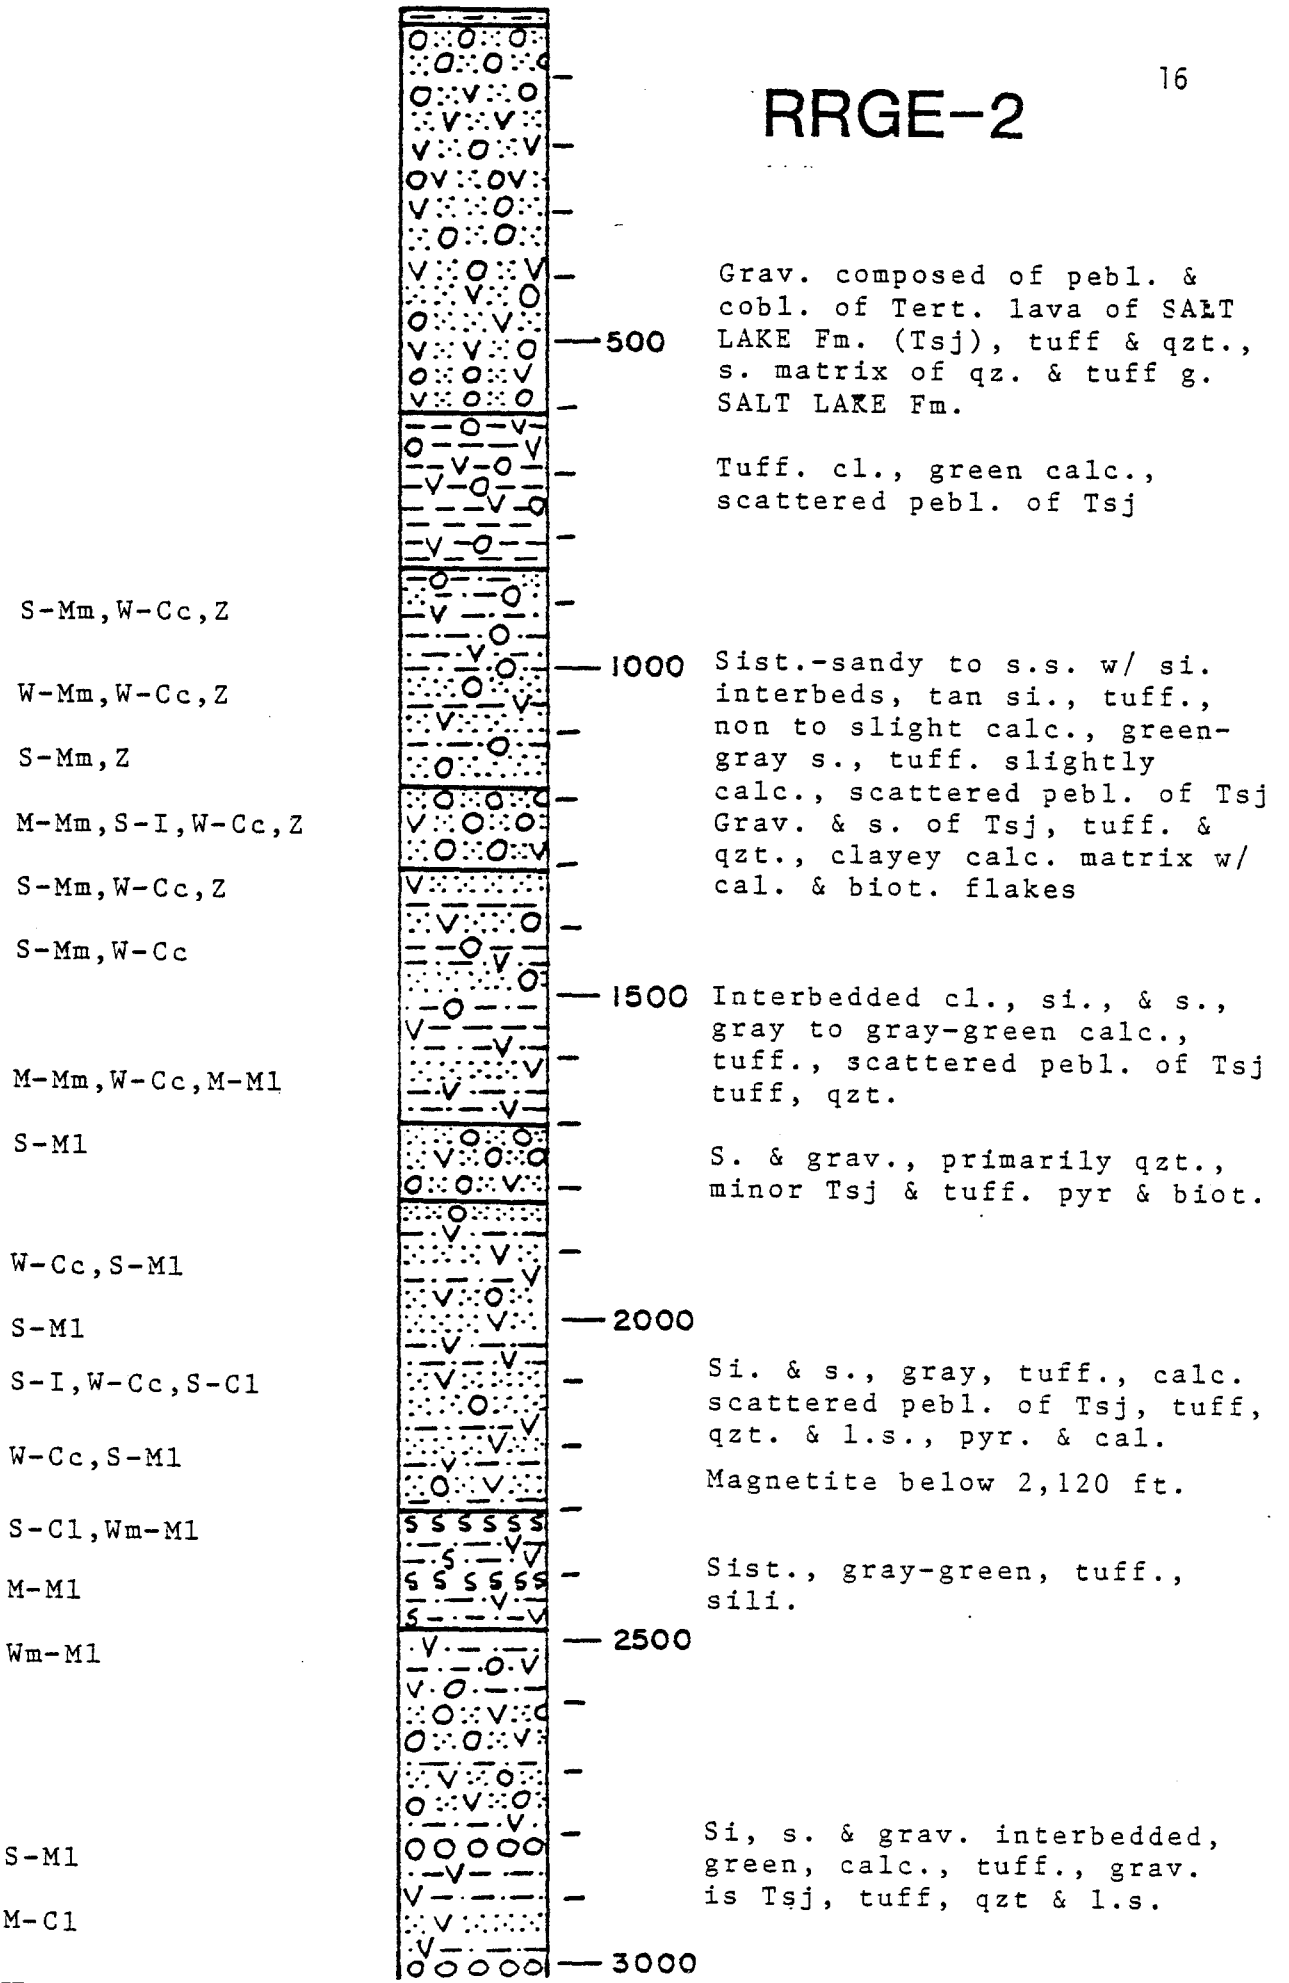 16
RRGE-2
Grav. composed of pebl. &
cobl. of Tert. lava of SALT
LAKE Fm. (Tsj), tuff & qzt.,
s. matrix of qz. & tuff g.
SALT LAKE Fm.
500
Tuff. cl., green calc.,
scattered pebl. of Tsj
S-Mm,W-Cc,Z
1000
Sist.-sandy to s.s. w/ si.
interbeds, tan si., tuff.,
non to slight calc., green-
gray s., tuff. slightly
calc., scattered pebl. of Tsj
W-Mm,W-Cc,Z
S-Mm,Z
M-Mm,S-I,W-Cc,Z
Grav. & s. of Tsj, tuff. &
qzt., clayey calc. matrix w/
cal. & biot. flakes
S-Mm,W-Cc,Z
S-Mm,W-Cc
1500
Interbedded cl., si., & s.,
gray to gray-green calc.,
tuff., scattered pebl. of Tsj
tuff, qzt.
M-Mm,W-Cc,M-Ml
S-Ml
S. & grav., primarily qzt.,
minor Tsj & tuff. pyr & biot.
W-Cc,S-Ml
2000
S-Ml
S-I,W-Cc,S-Cl
Si. & s., gray, tuff., calc.
scattered pebl. of Tsj, tuff,
qzt. & l.s., pyr. & cal.
W-Cc,S-Ml
Magnetite below 2,120 ft.
S-Cl,Wm-Ml
M-Ml
Sist., gray-green, tuff.,
sili.
2500
Wm-Ml
S-Ml
Si, s. & grav. interbedded,
green, calc., tuff., grav.
is Tsj, tuff, qzt & l.s.
M-Cl
3000